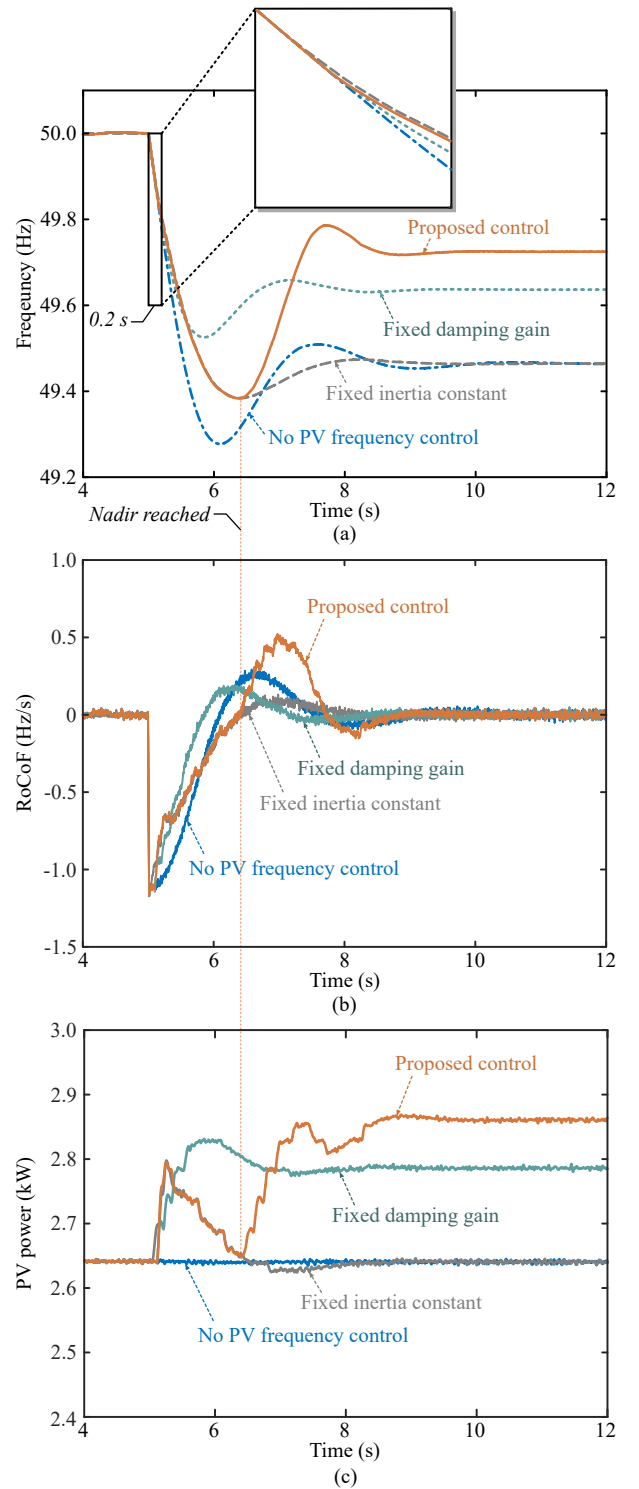 50.0
49.8
49.6
49.4
49.2
Frequency (Hz)
0.2 s
Proposed control
Fixed damping gain
Fixed inertia constant
No PV frequency control
4
6
8
10
12
Time (s)
(a)
Nadir reached
1.0
0.5
0
-0.5
-1.0
-1.5
RoCoF (Hz/s)
Proposed control
Fixed damping gain
Fixed inertia constant
No PV frequency control
4
6
8
10
12
Time (s)
(b)
3.0
2.9
2.8
2.7
2.6
2.5
2.4
PV power (kW)
Proposed control
Fixed damping gain
Fixed inertia constant
No PV frequency control
4
6
8
10
12
Time (s)
(c)